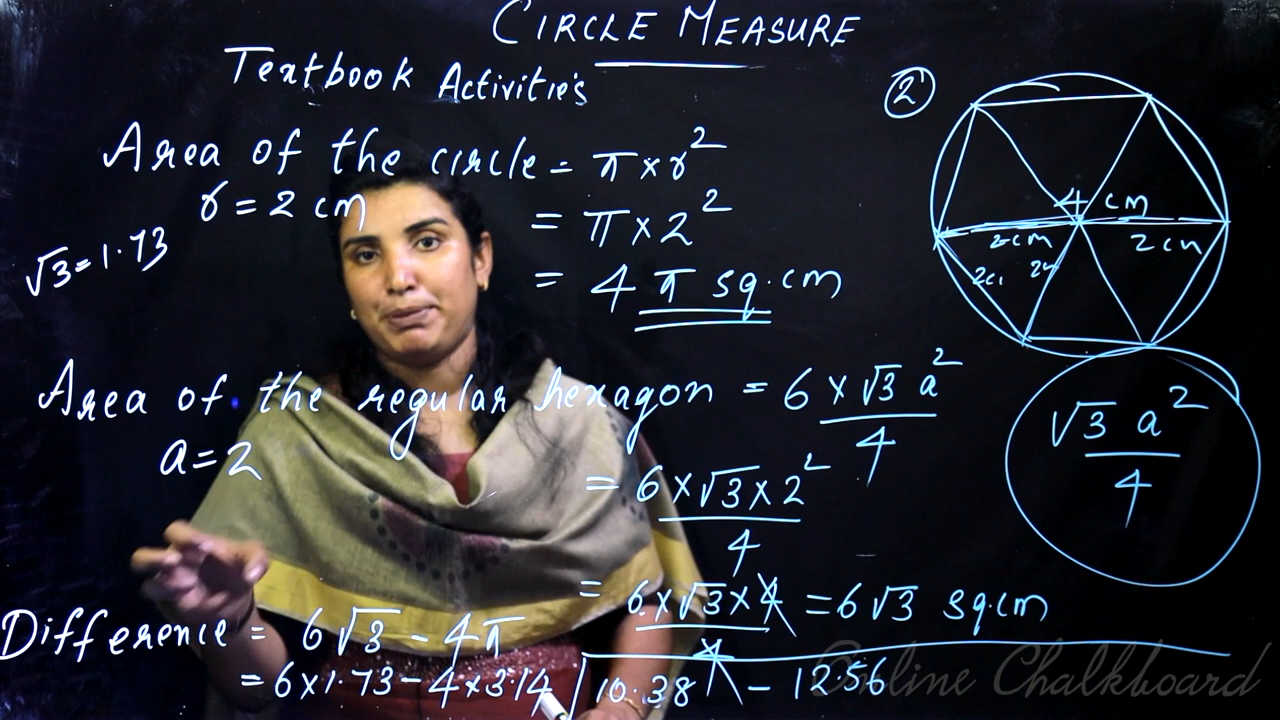 CIRCLE MEASURE
Textbook Activities
Area of the circle = π×r²
r = 2 cm
= π×2²
√3=1.73
= 4 π sq.cm
②
4 cm
2cm
2cm
Area of the regular hexagon = 6 × √3 a² / 4
a=2
= 6×√3×2² / 4
= 6×√3×4 / 4 = 6√3 sq.cm
√3 a² / 4
Difference = 6√3 - 4π
= 6×1.73 - 4×3.14
10.38 - 12.56
Online Chalkboard